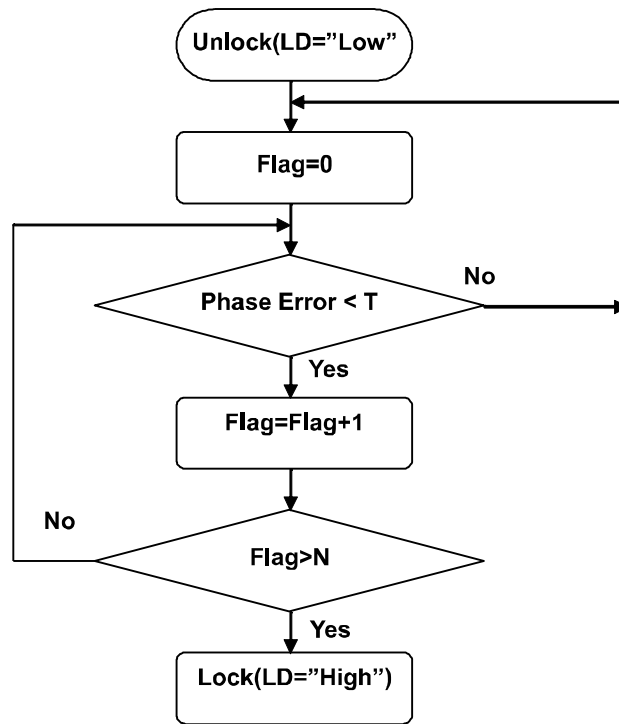 Unlock(LD=”Low”
Flag=0
Phase Error < T
No
Yes
Flag=Flag+1
No
Flag>N
Yes
Lock(LD=”High”)